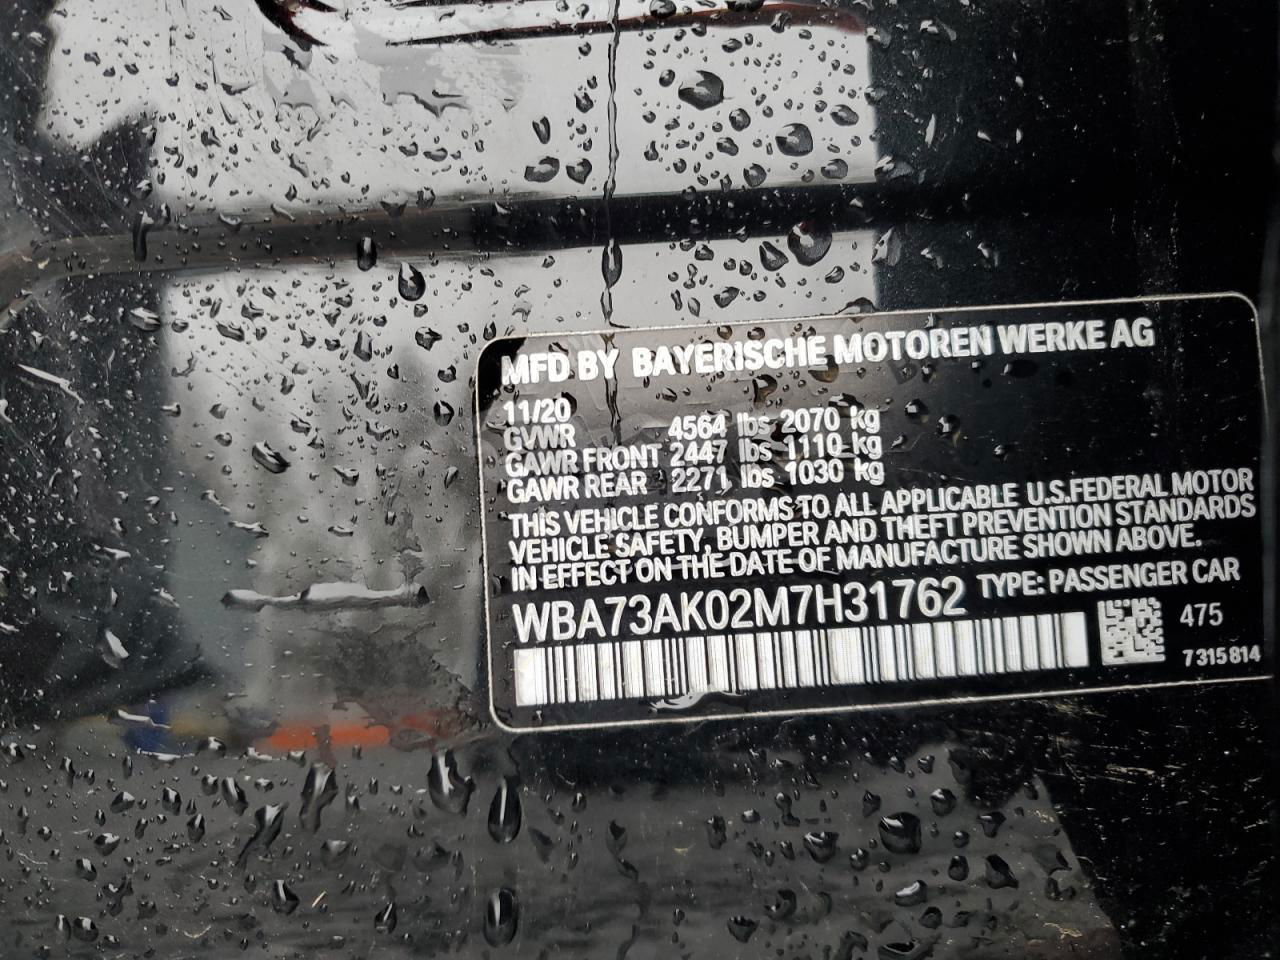 MFD BY BAYERISCHE MOTOREN WERKE AG
11/20
GVWR 4564 lbs 2070 kg
GAWR FRONT 2447 lbs 1110 kg
GAWR REAR 2271 lbs 1030 kg
THIS VEHICLE CONFORMS TO ALL APPLICABLE U.S.FEDERAL MOTOR
VEHICLE SAFETY, BUMPER AND THEFT PREVENTION STANDARDS
IN EFFECT ON THE DATE OF MANUFACTURE SHOWN ABOVE.
WBA73AK02M7H31762 TYPE: PASSENGER CAR
475
7315814